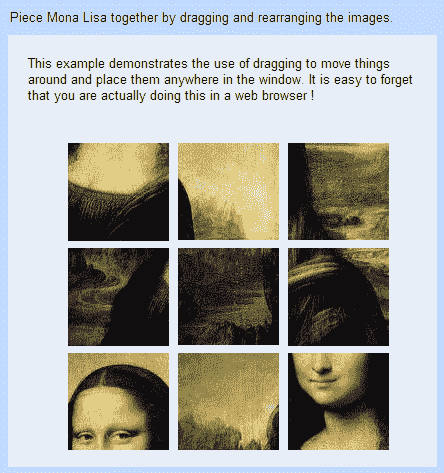 Piece Mona Lisa together by dragging and rearranging the images.
This example demonstrates the use of dragging to move things
around and place them anywhere in the window. It is easy to forget
that you are actually doing this in a web browser !